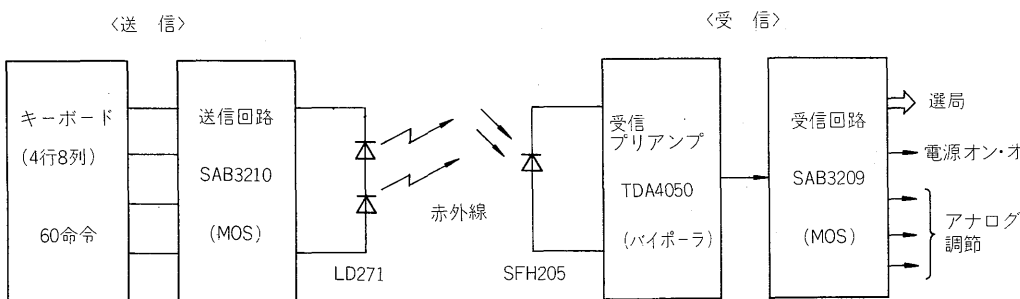 〈送 信〉
〈受 信〉
キーボード
(4行8列)
60命令
送信回路
SAB3210
(MOS)
LD271
赤外線
SFH205
受信
プリアンプ
TDA4050
(バイポーラ)
受信回路
SAB3209
(MOS)
選局
電源オン・オ
アナログ
調節